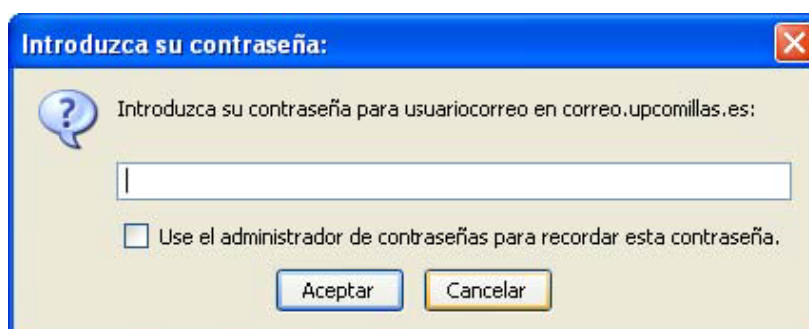 Introduzca su contraseña:
Introduzca su contraseña para usuariocorreo en correo.upcomillas.es:
Use el administrador de contraseñas para recordar esta contraseña.
Aceptar Cancelar